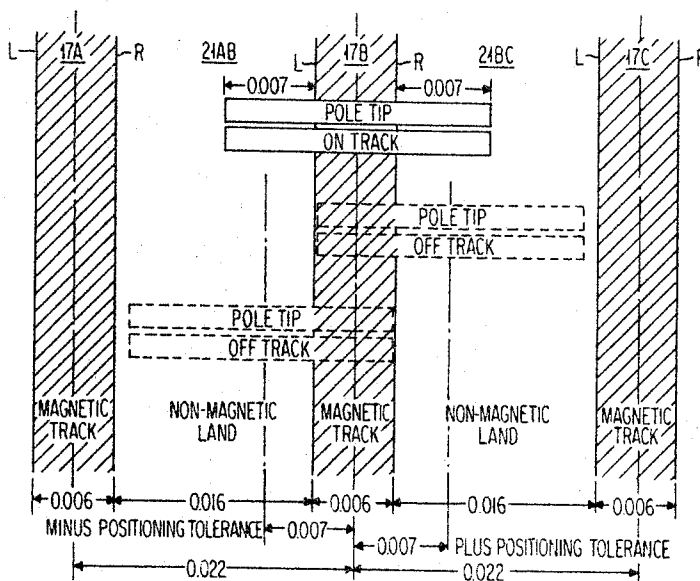 L 17A R 21AB L 17B R 21BC 17C R
0.007 0.007
POLE TIP
ON TRACK
POLE TIP
OFF TRACK
POLE TIP
OFF TRACK
MAGNETIC TRACK
NON-MAGNETIC LAND
MAGNETIC TRACK
NON-MAGNETIC LAND
MAGNETIC TRACK
0.006 0.016 0.006 0.016 0.006
MINUS POSITIONING TOLERANCE 0.007
0.007 PLUS POSITIONING TOLERANCE
0.022 0.022